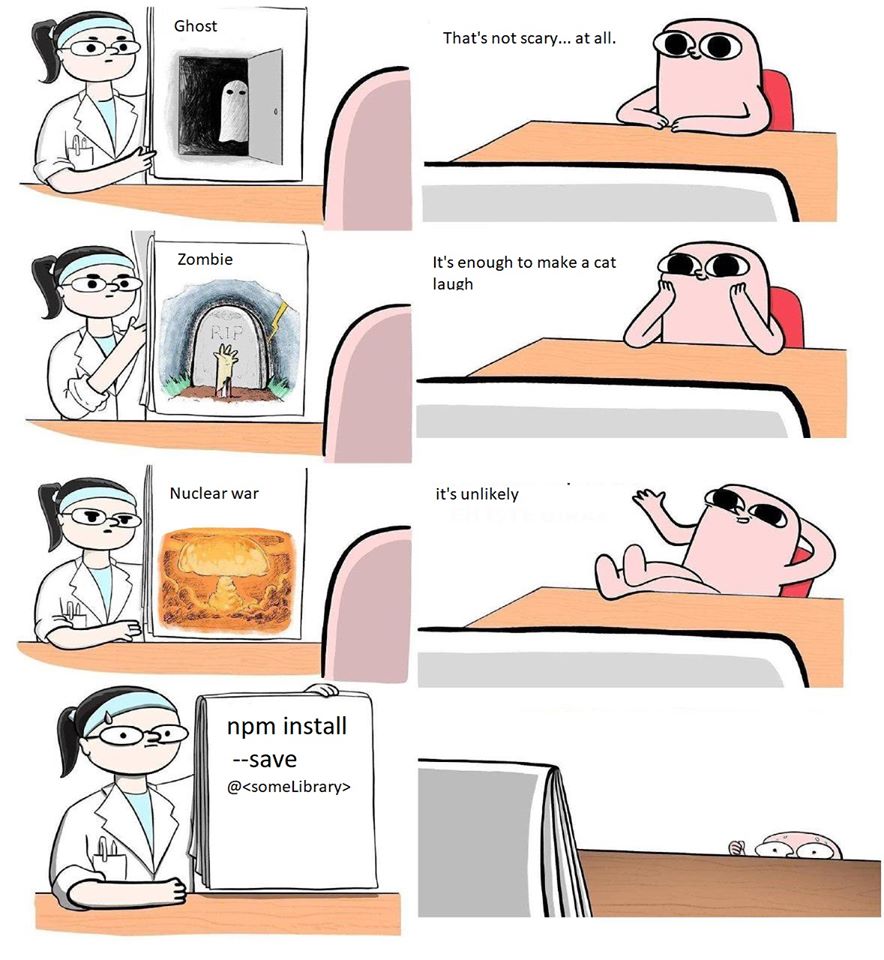 Ghost
That's not scary... at all.
Zombie
RIP
It's enough to make a cat
laugh
Nuclear war
it's unlikely
npm install
--save
@<someLibrary>